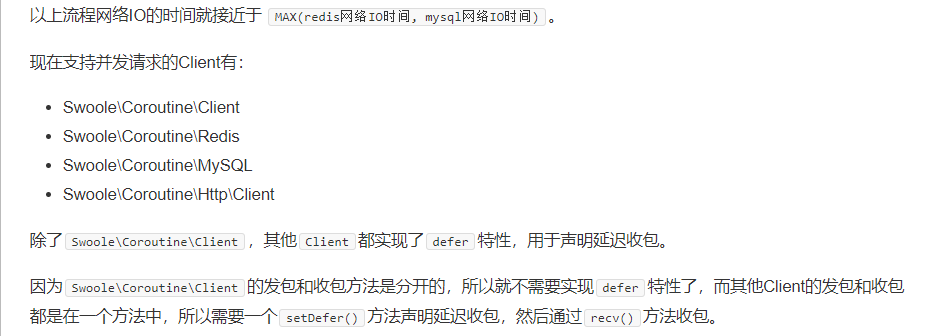 以上流程网络IO的时间就接近于 MAX(redis网络IO时间, mysql网络IO时间) 。
现在支持并发请求的Client有：
• Swoole\Coroutine\Client
• Swoole\Coroutine\Redis
• Swoole\Coroutine\MySQL
• Swoole\Coroutine\Http\Client
除了 Swoole\Coroutine\Client ，其他 Client 都实现了 defer 特性，用于声明延迟收包。
因为 Swoole\Coroutine\Client 的发包和收包方法是分开的，所以就不需要实现 defer 特性了，而其他Client的发包和收包
都是在一个方法中，所以需要一个 setDefer() 方法声明延迟收包，然后通过 recv() 方法收包。